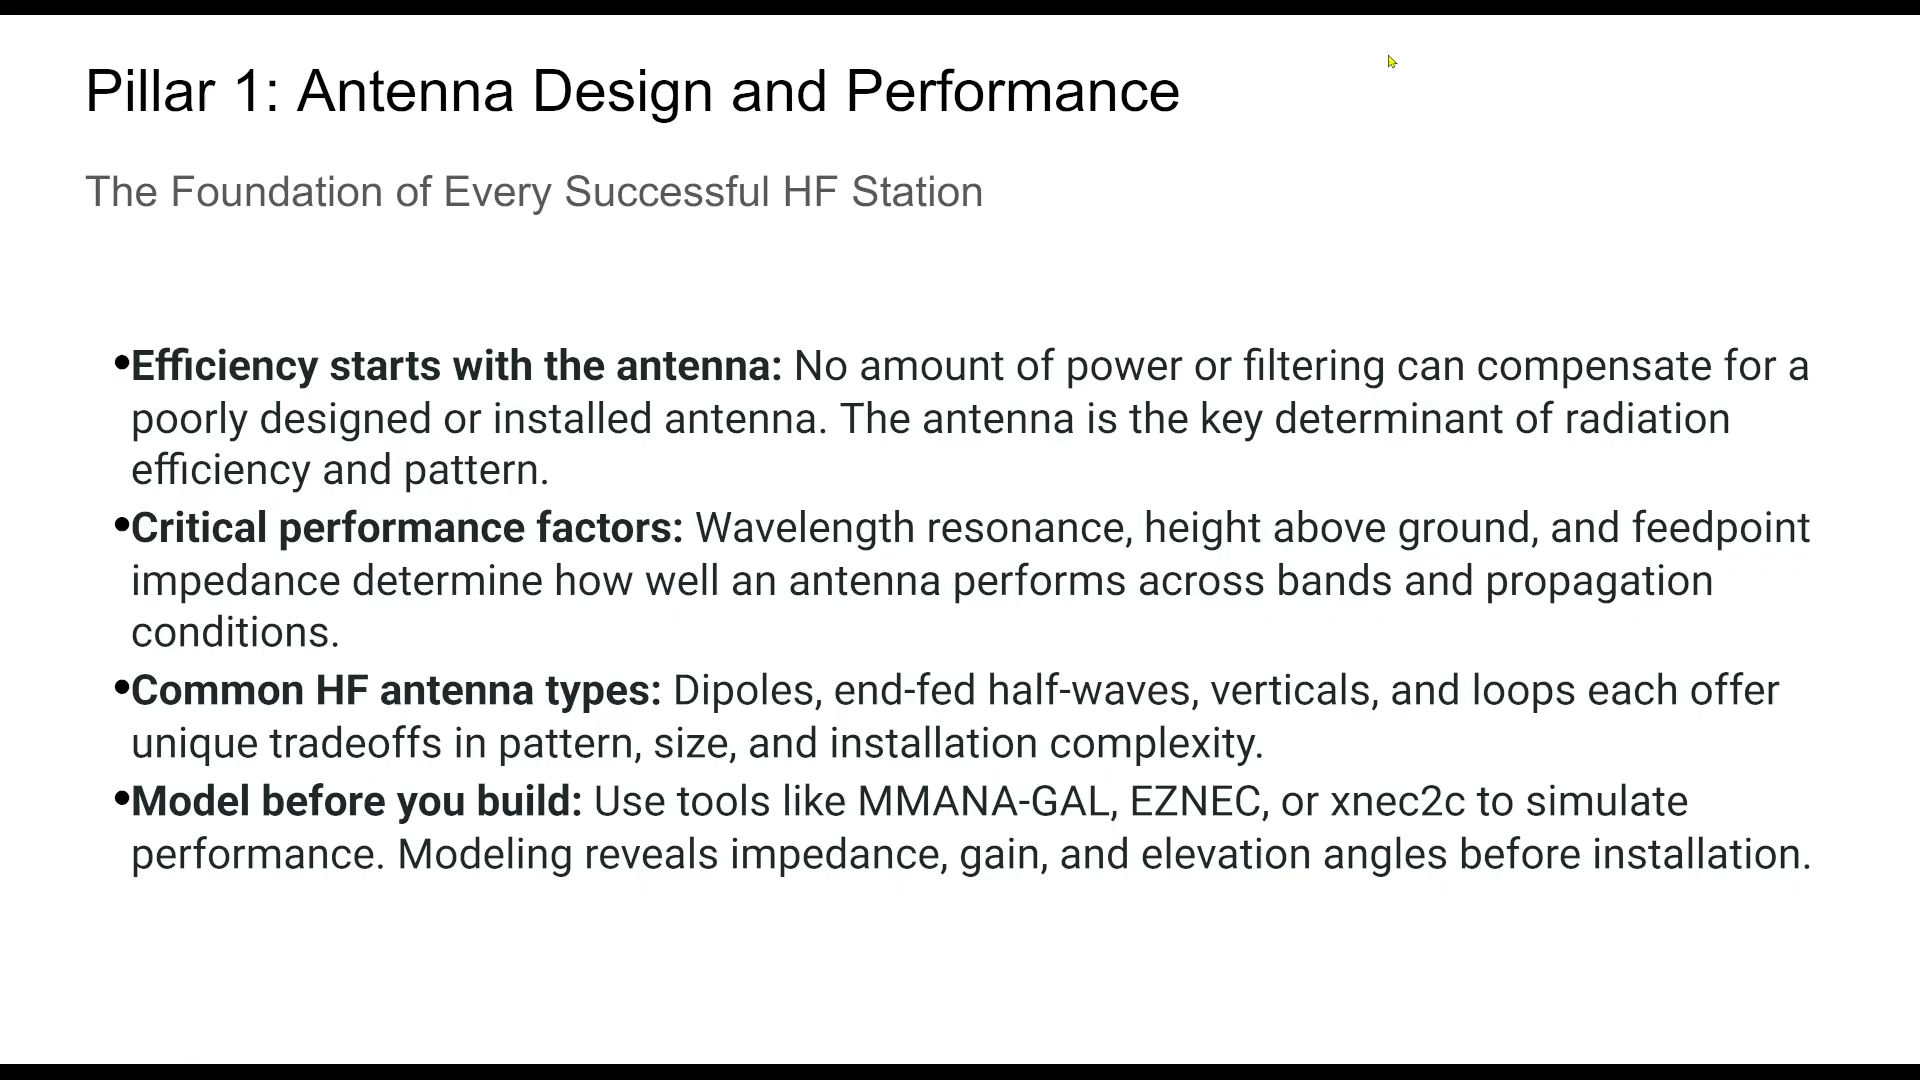 Pillar 1: Antenna Design and Performance
The Foundation of Every Successful HF Station
•Efficiency starts with the antenna: No amount of power or filtering can compensate for a
poorly designed or installed antenna. The antenna is the key determinant of radiation
efficiency and pattern.
•Critical performance factors: Wavelength resonance, height above ground, and feedpoint
impedance determine how well an antenna performs across bands and propagation
conditions.
•Common HF antenna types: Dipoles, end-fed half-waves, verticals, and loops each offer
unique tradeoffs in pattern, size, and installation complexity.
•Model before you build: Use tools like MMANA-GAL, EZNEC, or xnec2c to simulate
performance. Modeling reveals impedance, gain, and elevation angles before installation.